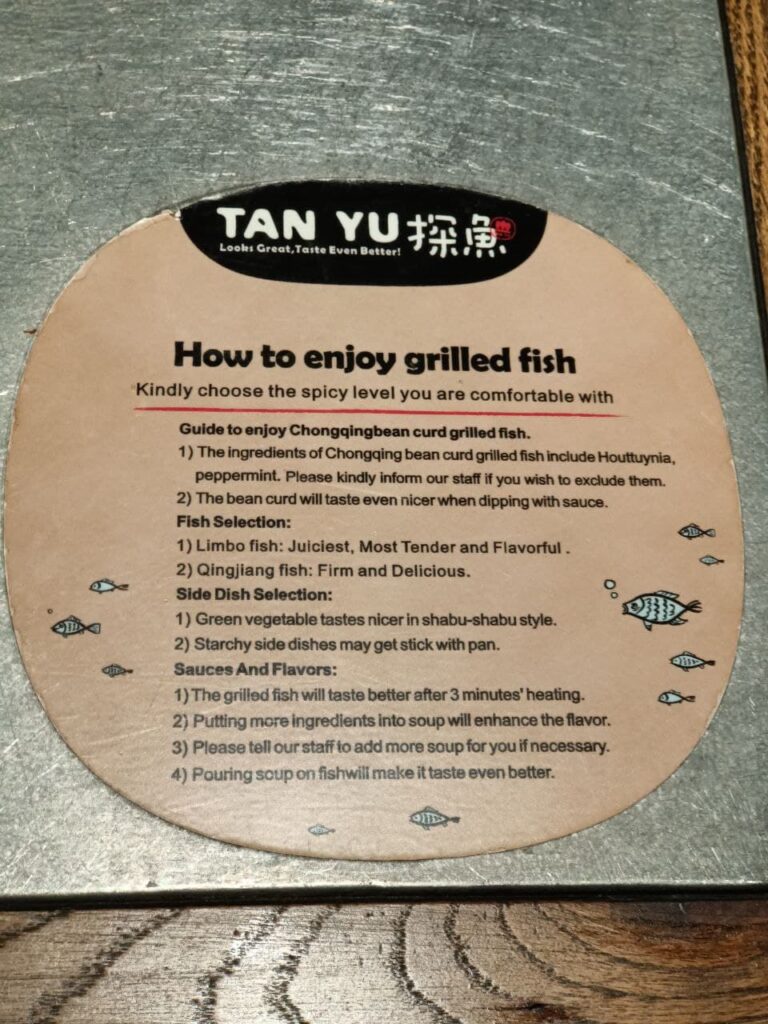 TAN YU 探魚
Looks Great,Taste Even Better!
How to enjoy grilled fish
Kindly choose the spicy level you are comfortable with
Guide to enjoy Chongqingbean curd grilled fish.
1) The ingredients of Chongqing bean curd grilled fish include Houttuynia,
peppermint. Please kindly inform our staff if you wish to exclude them.
2) The bean curd will taste even nicer when dipping with sauce.
Fish Selection:
1) Limbo fish: Juiciest, Most Tender and Flavorful .
2) Qingjiang fish: Firm and Delicious.
Side Dish Selection:
1) Green vegetable tastes nicer in shabu-shabu style.
2) Starchy side dishes may get stick with pan.
Sauces And Flavors:
1) The grilled fish will taste better after 3 minutes' heating.
2) Putting more ingredients into soup will enhance the flavor.
3) Please tell our staff to add more soup for you if necessary.
4) Pouring soup on fishwill make it taste even better.